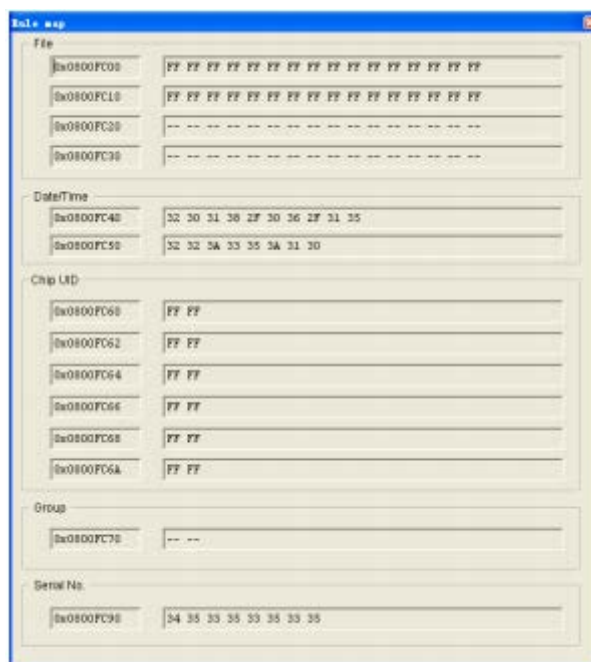 Rule map
File
0x0800FC00 FF FF FF FF FF FF FF FF FF FF FF FF FF FF FF FF
0x0800FC10 FF FF FF FF FF FF FF FF FF FF FF FF FF FF FF FF
0x0800FC20 -- -- -- -- -- -- -- -- -- -- -- -- -- -- -- --
0x0800FC30 -- -- -- -- -- -- -- -- -- -- -- -- -- -- -- --
Date/Time
0x0800FC40 32 30 31 38 2F 30 36 2F 31 35
0x0800FC50 32 32 3A 33 35 3A 31 30
Chip UID
0x0800FC60 FF FF
0x0800FC62 FF FF
0x0800FC64 FF FF
0x0800FC66 FF FF
0x0800FC68 FF FF
0x0800FC6A FF FF
Group
0x0800FC70 -- --
Serial No.
0x0800FC90 34 35 33 35 33 35 33 35